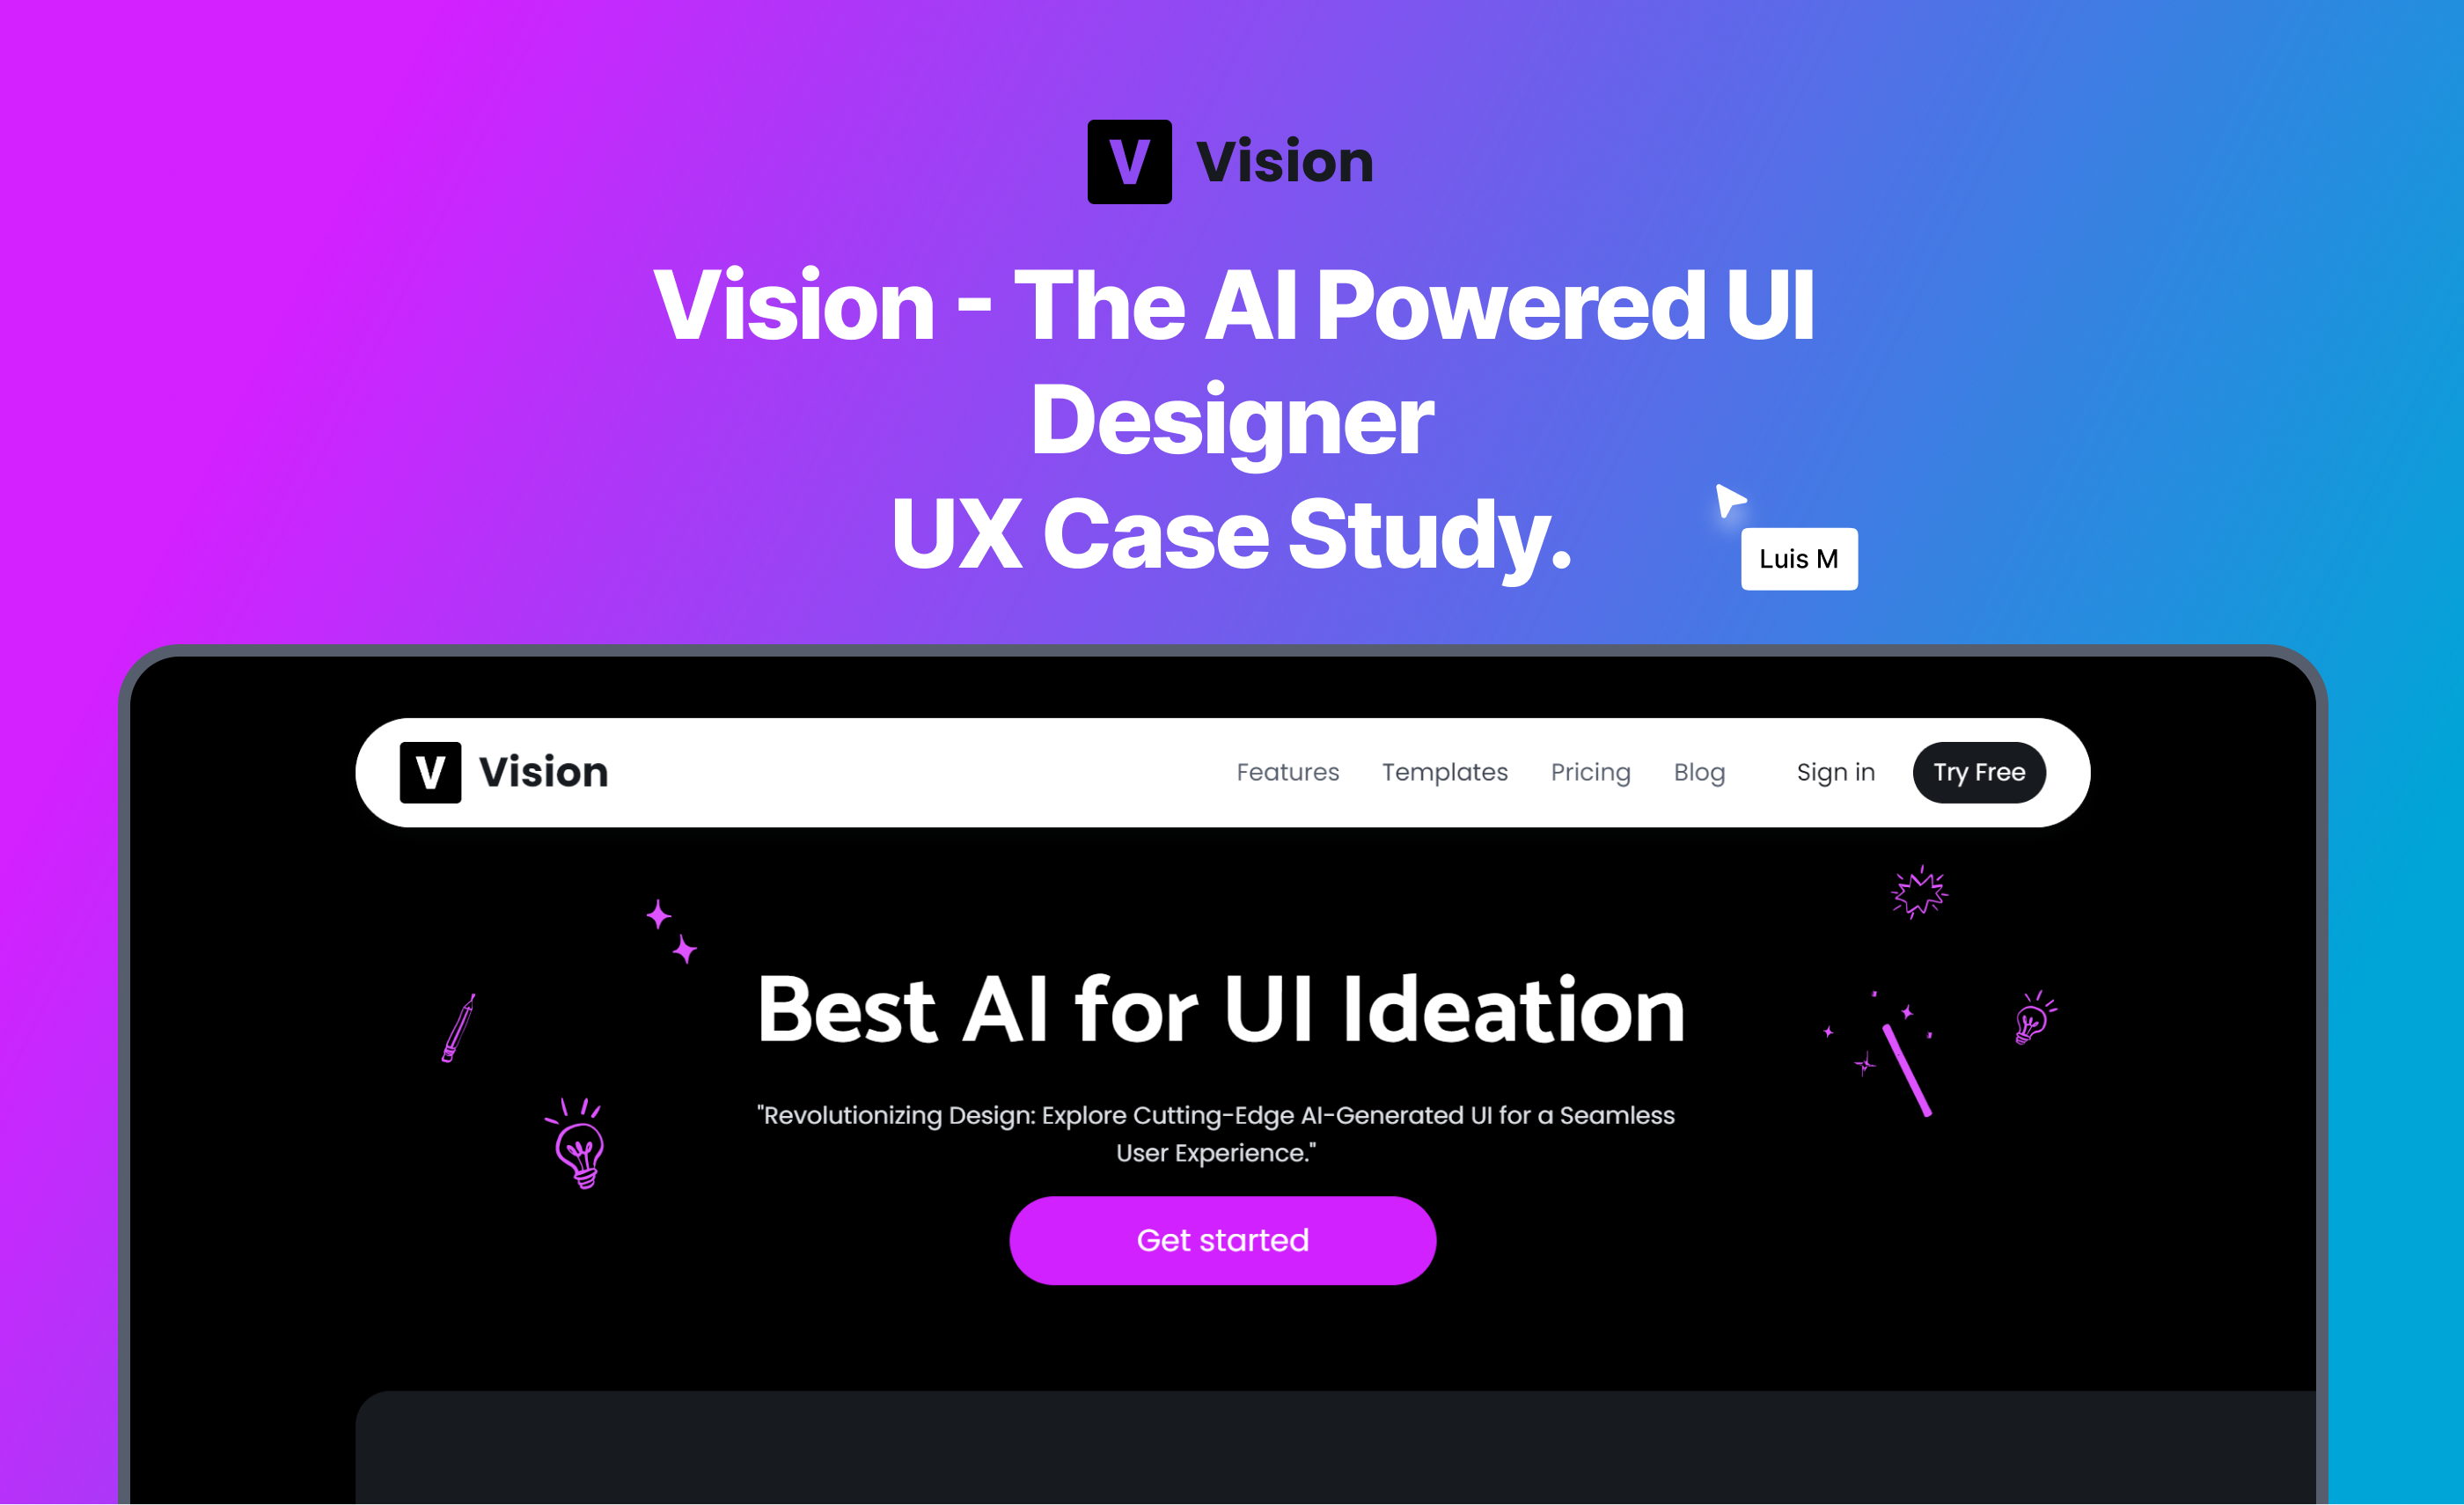 V Vision
Vision - The AI Powered UI
Designer
UX Case Study.
Luis M
V Vision Features Templates Pricing Blog Sign in Try Free
Best AI for UI Ideation
"Revolutionizing Design: Explore Cutting-Edge AI-Generated UI for a Seamless
User Experience."
Get started